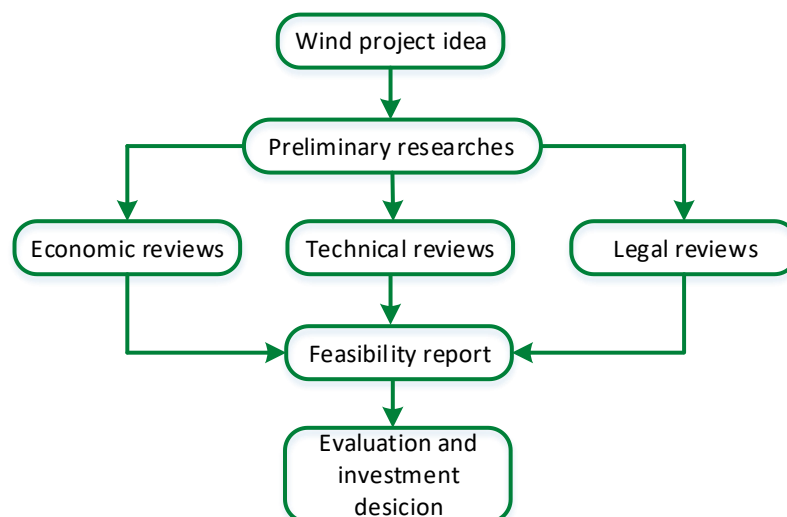 Wind project idea
Preliminary researches
Economic reviews
Technical reviews
Legal reviews
Feasibility report
Evaluation and
investment
desicion